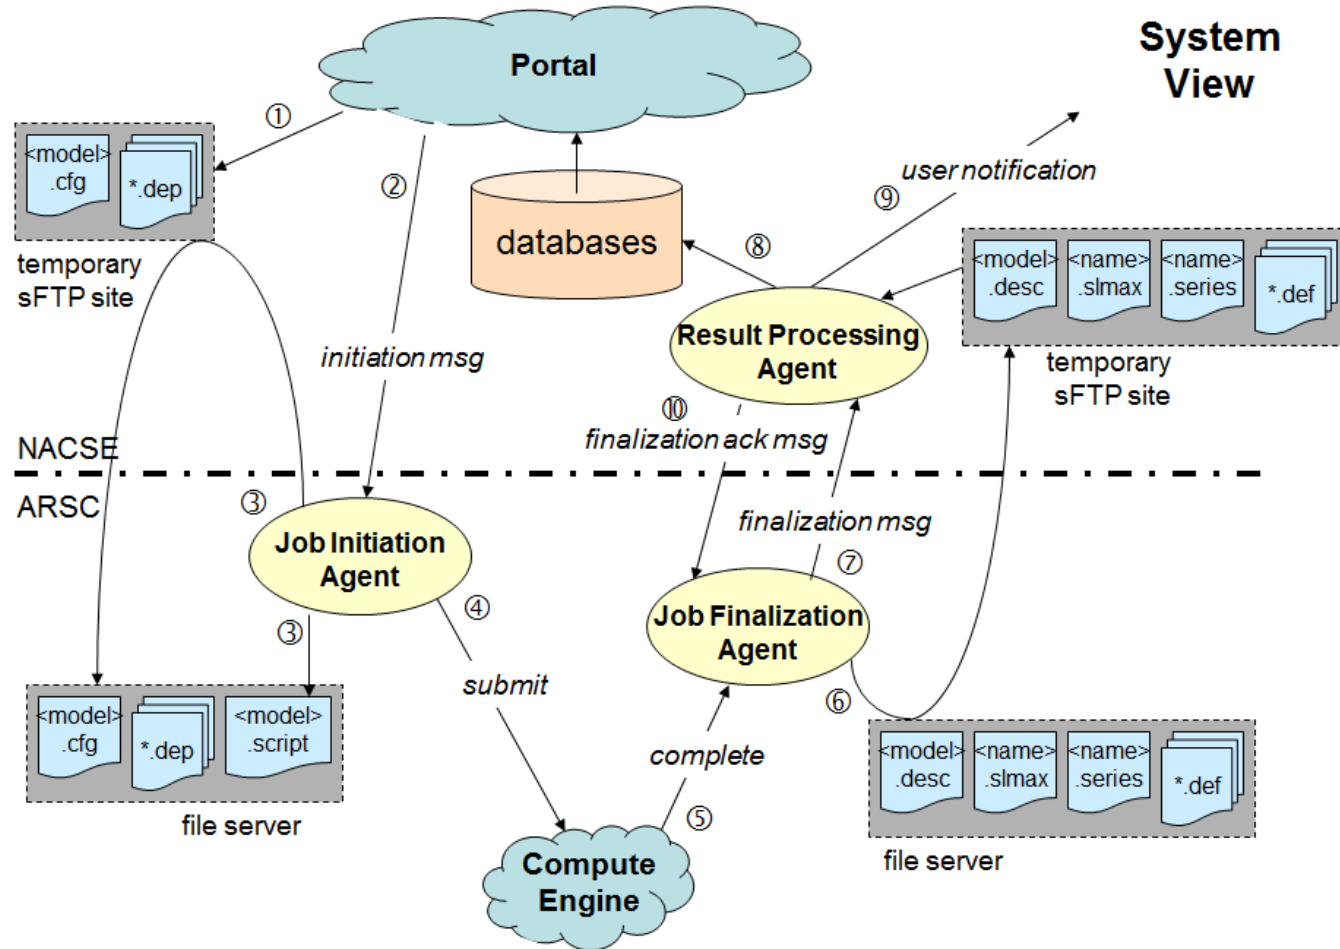 System
View
Portal
①
<model>
.cfg
*.dep
temporary
sFTP site
②
initiation msg
databases
⑧
⑨
user notification
<model>
.desc
<name>
.slmax
<name>
.series
*.def
temporary
sFTP site
Result Processing
Agent
⑩
finalization ack msg
NACSE
ARSC
③
Job Initiation
Agent
③
④
submit
<model>
.cfg
*.dep
<model>
.script
file server
finalization msg
⑦
Job Finalization
Agent
⑥
complete
⑤
Compute
Engine
<model>
.desc
<name>
.slmax
<name>
.series
*.def
file server